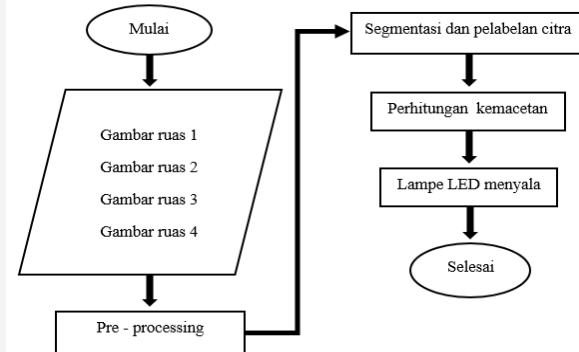 Mulai
Gambar ruas 1
Gambar ruas 2
Gambar ruas 3
Gambar ruas 4
Pre - processing
Segmentasi dan pelabelan citra
Perhitungan kemacetan
Lampe LED menyala
Selesai